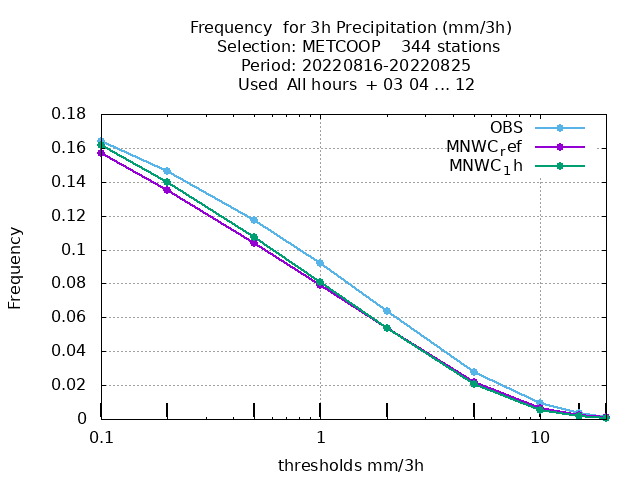 Frequency for 3h Precipitation (mm/3h)
Selection: METCOOP 344 stations
Period: 20220816-20220825
Used All hours + 03 04 ... 12
0.18
0.16
0.14
0.12
0.1
0.08
0.06
0.04
0.02
0
Frequency
OBS
MNWCref
MNWC1h
0.1
1
10
thresholds mm/3h